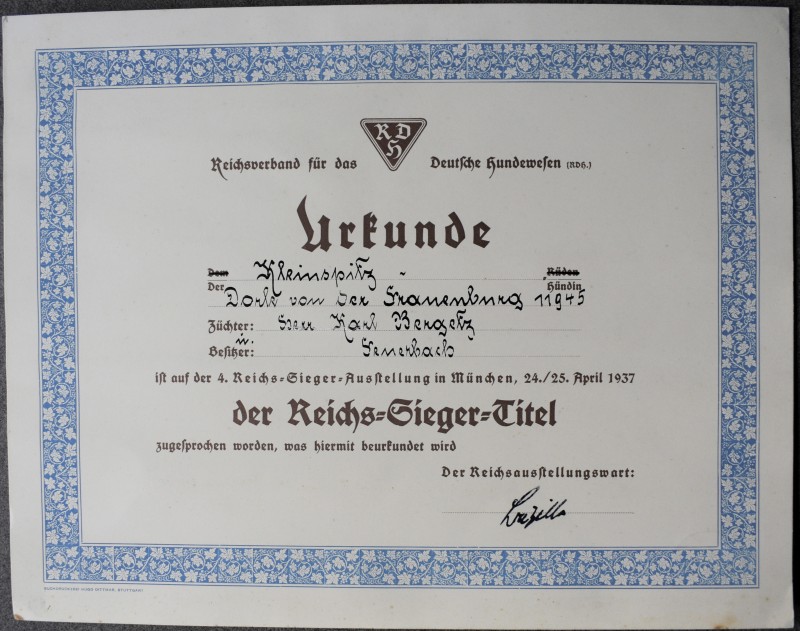 RDH
Reichsverband für das Deutsche Hundewesen (RDH.)
Urkunde
Dem Kleinspitz - Rüden
Der Hündin
Dorle von der Frauenburg 11945
Züchter: Herr Karl Bergetz
u.
Besitzer: Feuerbach
ist auf der 4. Reichs-Sieger-Ausstellung in München, 24./25. April 1937
der Reichs-Sieger-Titel
zugesprochen worden, was hiermit beurkundet wird
Der Reichsausstellungswart:
STUTTGART